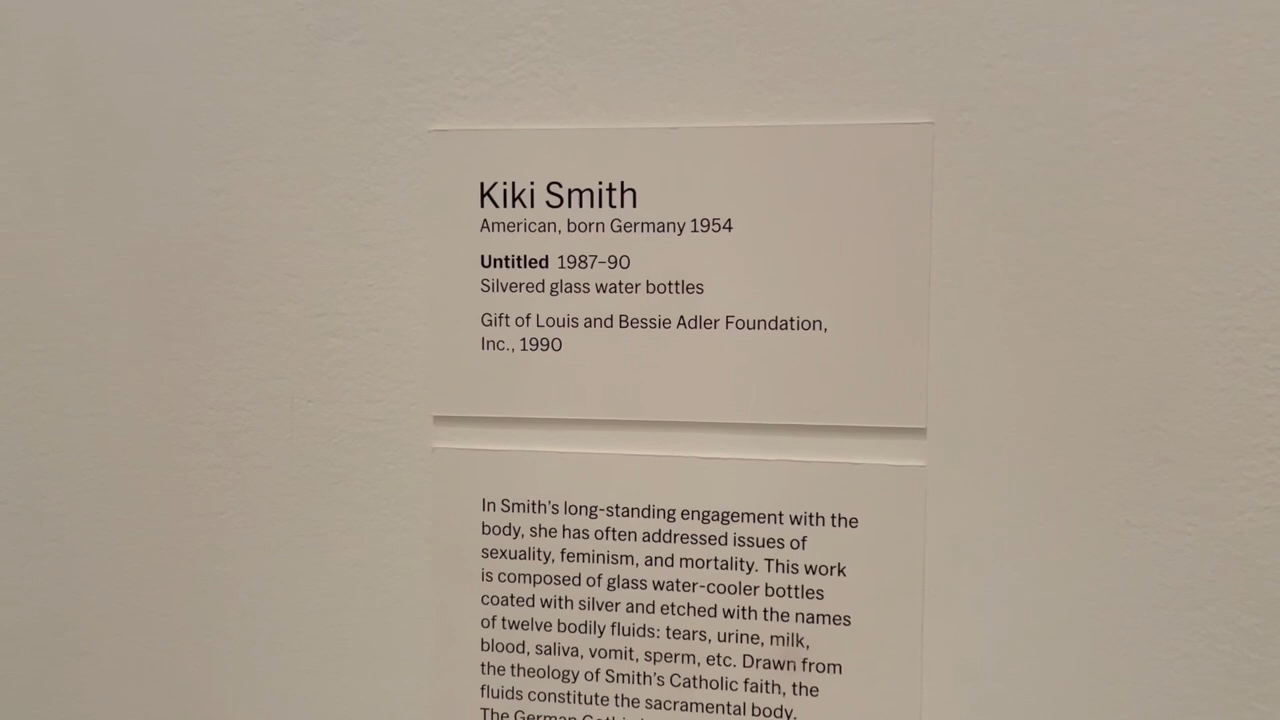 Kiki Smith
American, born Germany 1954
Untitled 1987–90
Silvered glass water bottles
Gift of Louis and Bessie Adler Foundation,
Inc., 1990
In Smith's long-standing engagement with the
body, she has often addressed issues of
sexuality, feminism, and mortality. This work
is composed of glass water-cooler bottles
coated with silver and etched with the names
of twelve bodily fluids: tears, urine, milk,
blood, saliva, vomit, sperm, etc. Drawn from
the theology of Smith's Catholic faith, the
fluids constitute the sacramental body.
The German